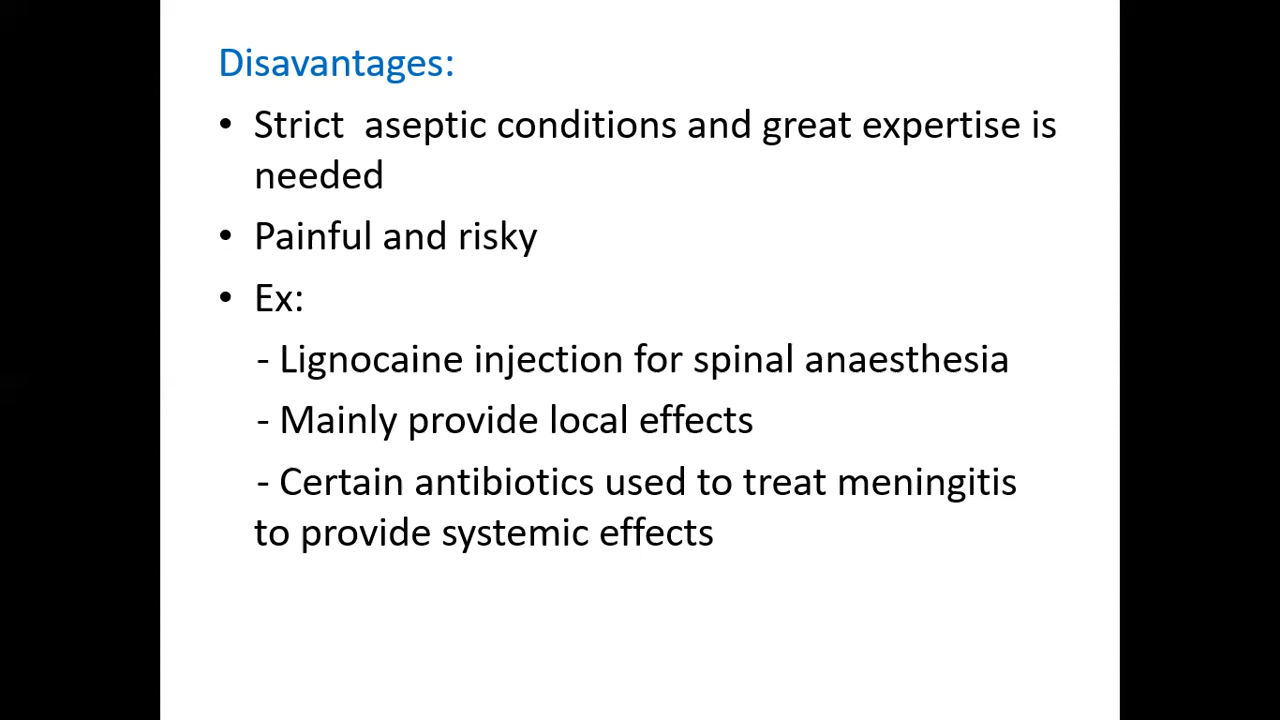 Disavantages:
• Strict  aseptic conditions and great expertise is
needed
• Painful and risky
• Ex:
- Lignocaine injection for spinal anaesthesia
- Mainly provide local effects
- Certain antibiotics used to treat meningitis
to provide systemic effects